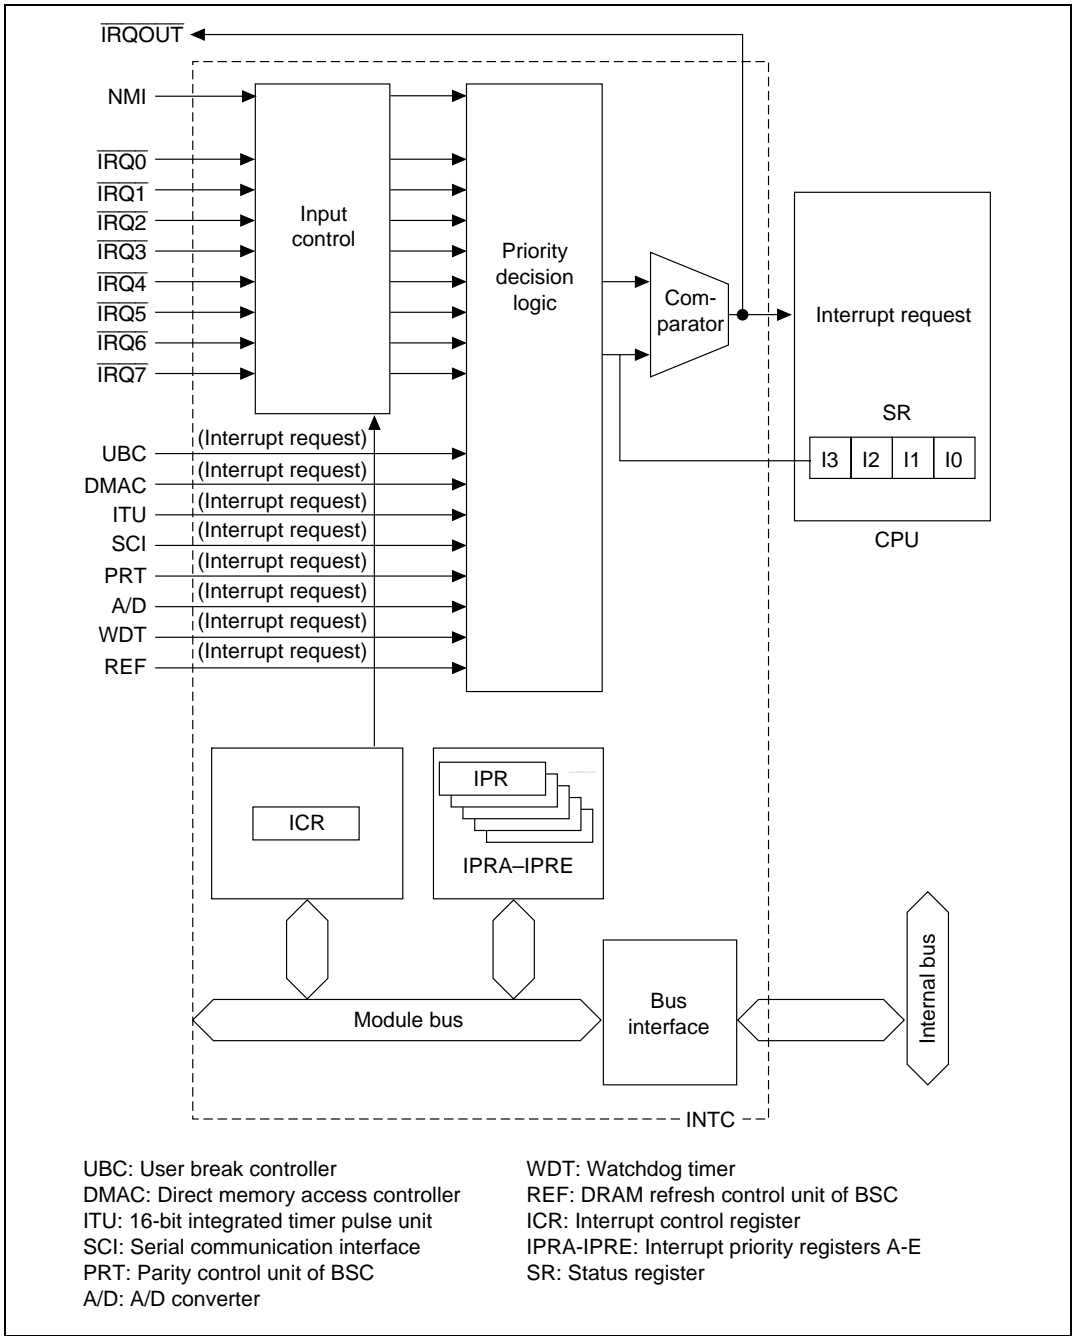 IRQOUT
NMI
IRQ0
IRQ1
IRQ2
IRQ3
IRQ4
IRQ5
IRQ6
IRQ7
Input
control
Priority
decision
logic
Com-
parator
Interrupt request
SR
I3 I2 I1 I0
CPU
UBC (Interrupt request)
DMAC (Interrupt request)
ITU (Interrupt request)
SCI (Interrupt request)
PRT (Interrupt request)
A/D (Interrupt request)
WDT (Interrupt request)
REF (Interrupt request)
ICR
IPR
IPRA–IPRE
Module bus
Bus
interface
Internal bus
INTC
UBC: User break controller
DMAC: Direct memory access controller
ITU: 16-bit integrated timer pulse unit
SCI: Serial communication interface
PRT: Parity control unit of BSC
A/D: A/D converter
WDT: Watchdog timer
REF: DRAM refresh control unit of BSC
ICR: Interrupt control register
IPRA-IPRE: Interrupt priority registers A-E
SR: Status register